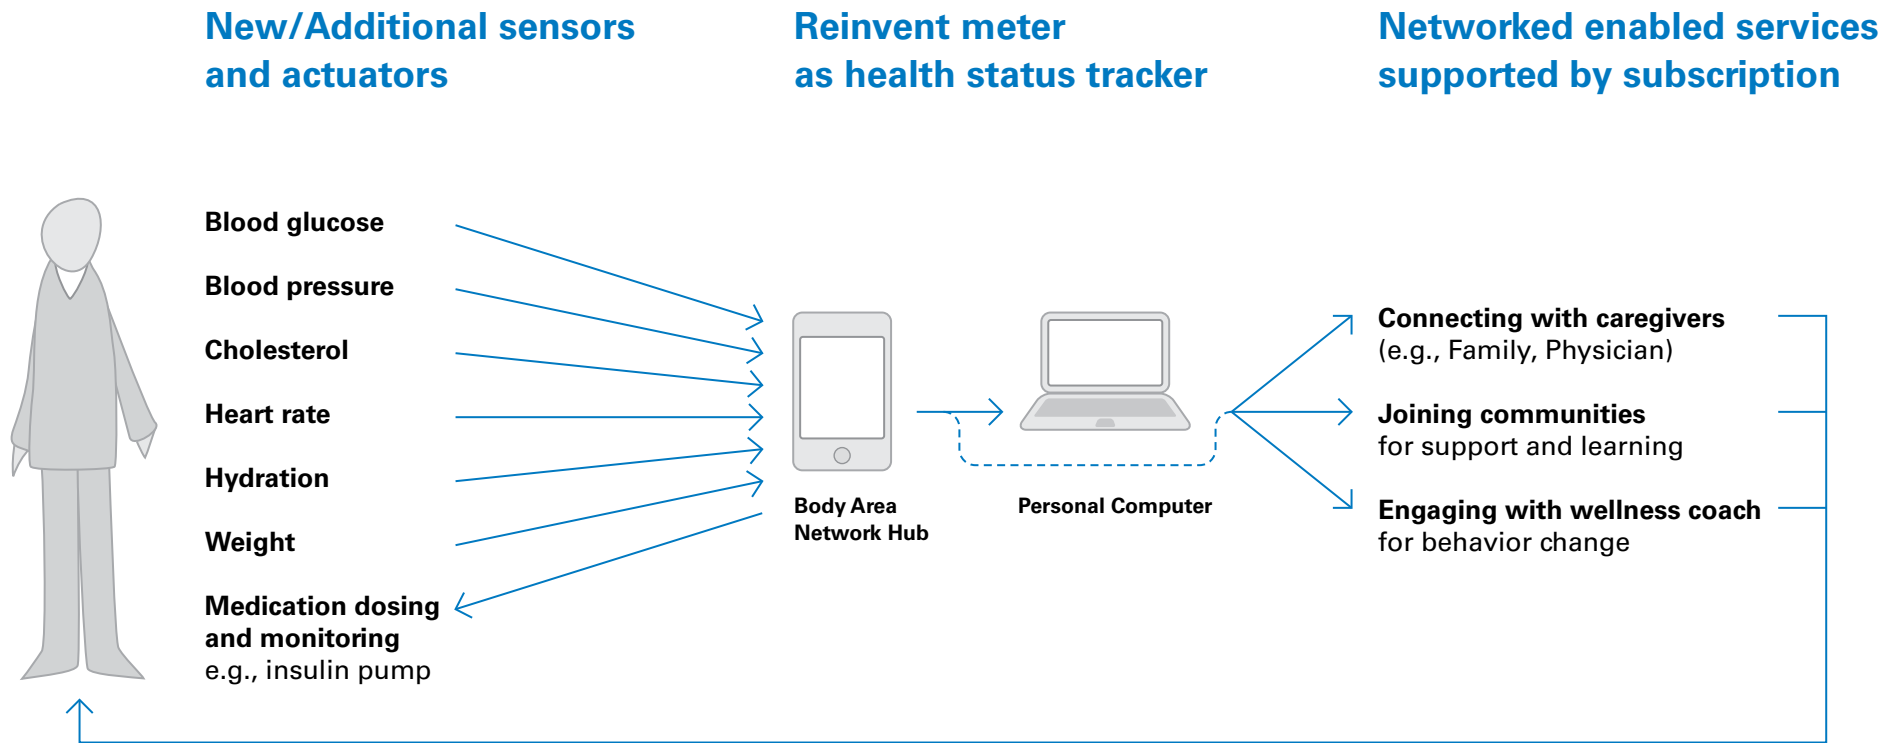 New/Additional sensors
and actuators
Reinvent meter
as health status tracker
Networked enabled services
supported by subscription
Blood glucose
Blood pressure
Cholesterol
Heart rate
Hydration
Weight
Medication dosing
and monitoring
e.g., insulin pump
Body Area
Network Hub
Personal Computer
Connecting with caregivers
(e.g., Family, Physician)
Joining communities
for support and learning
Engaging with wellness coach
for behavior change